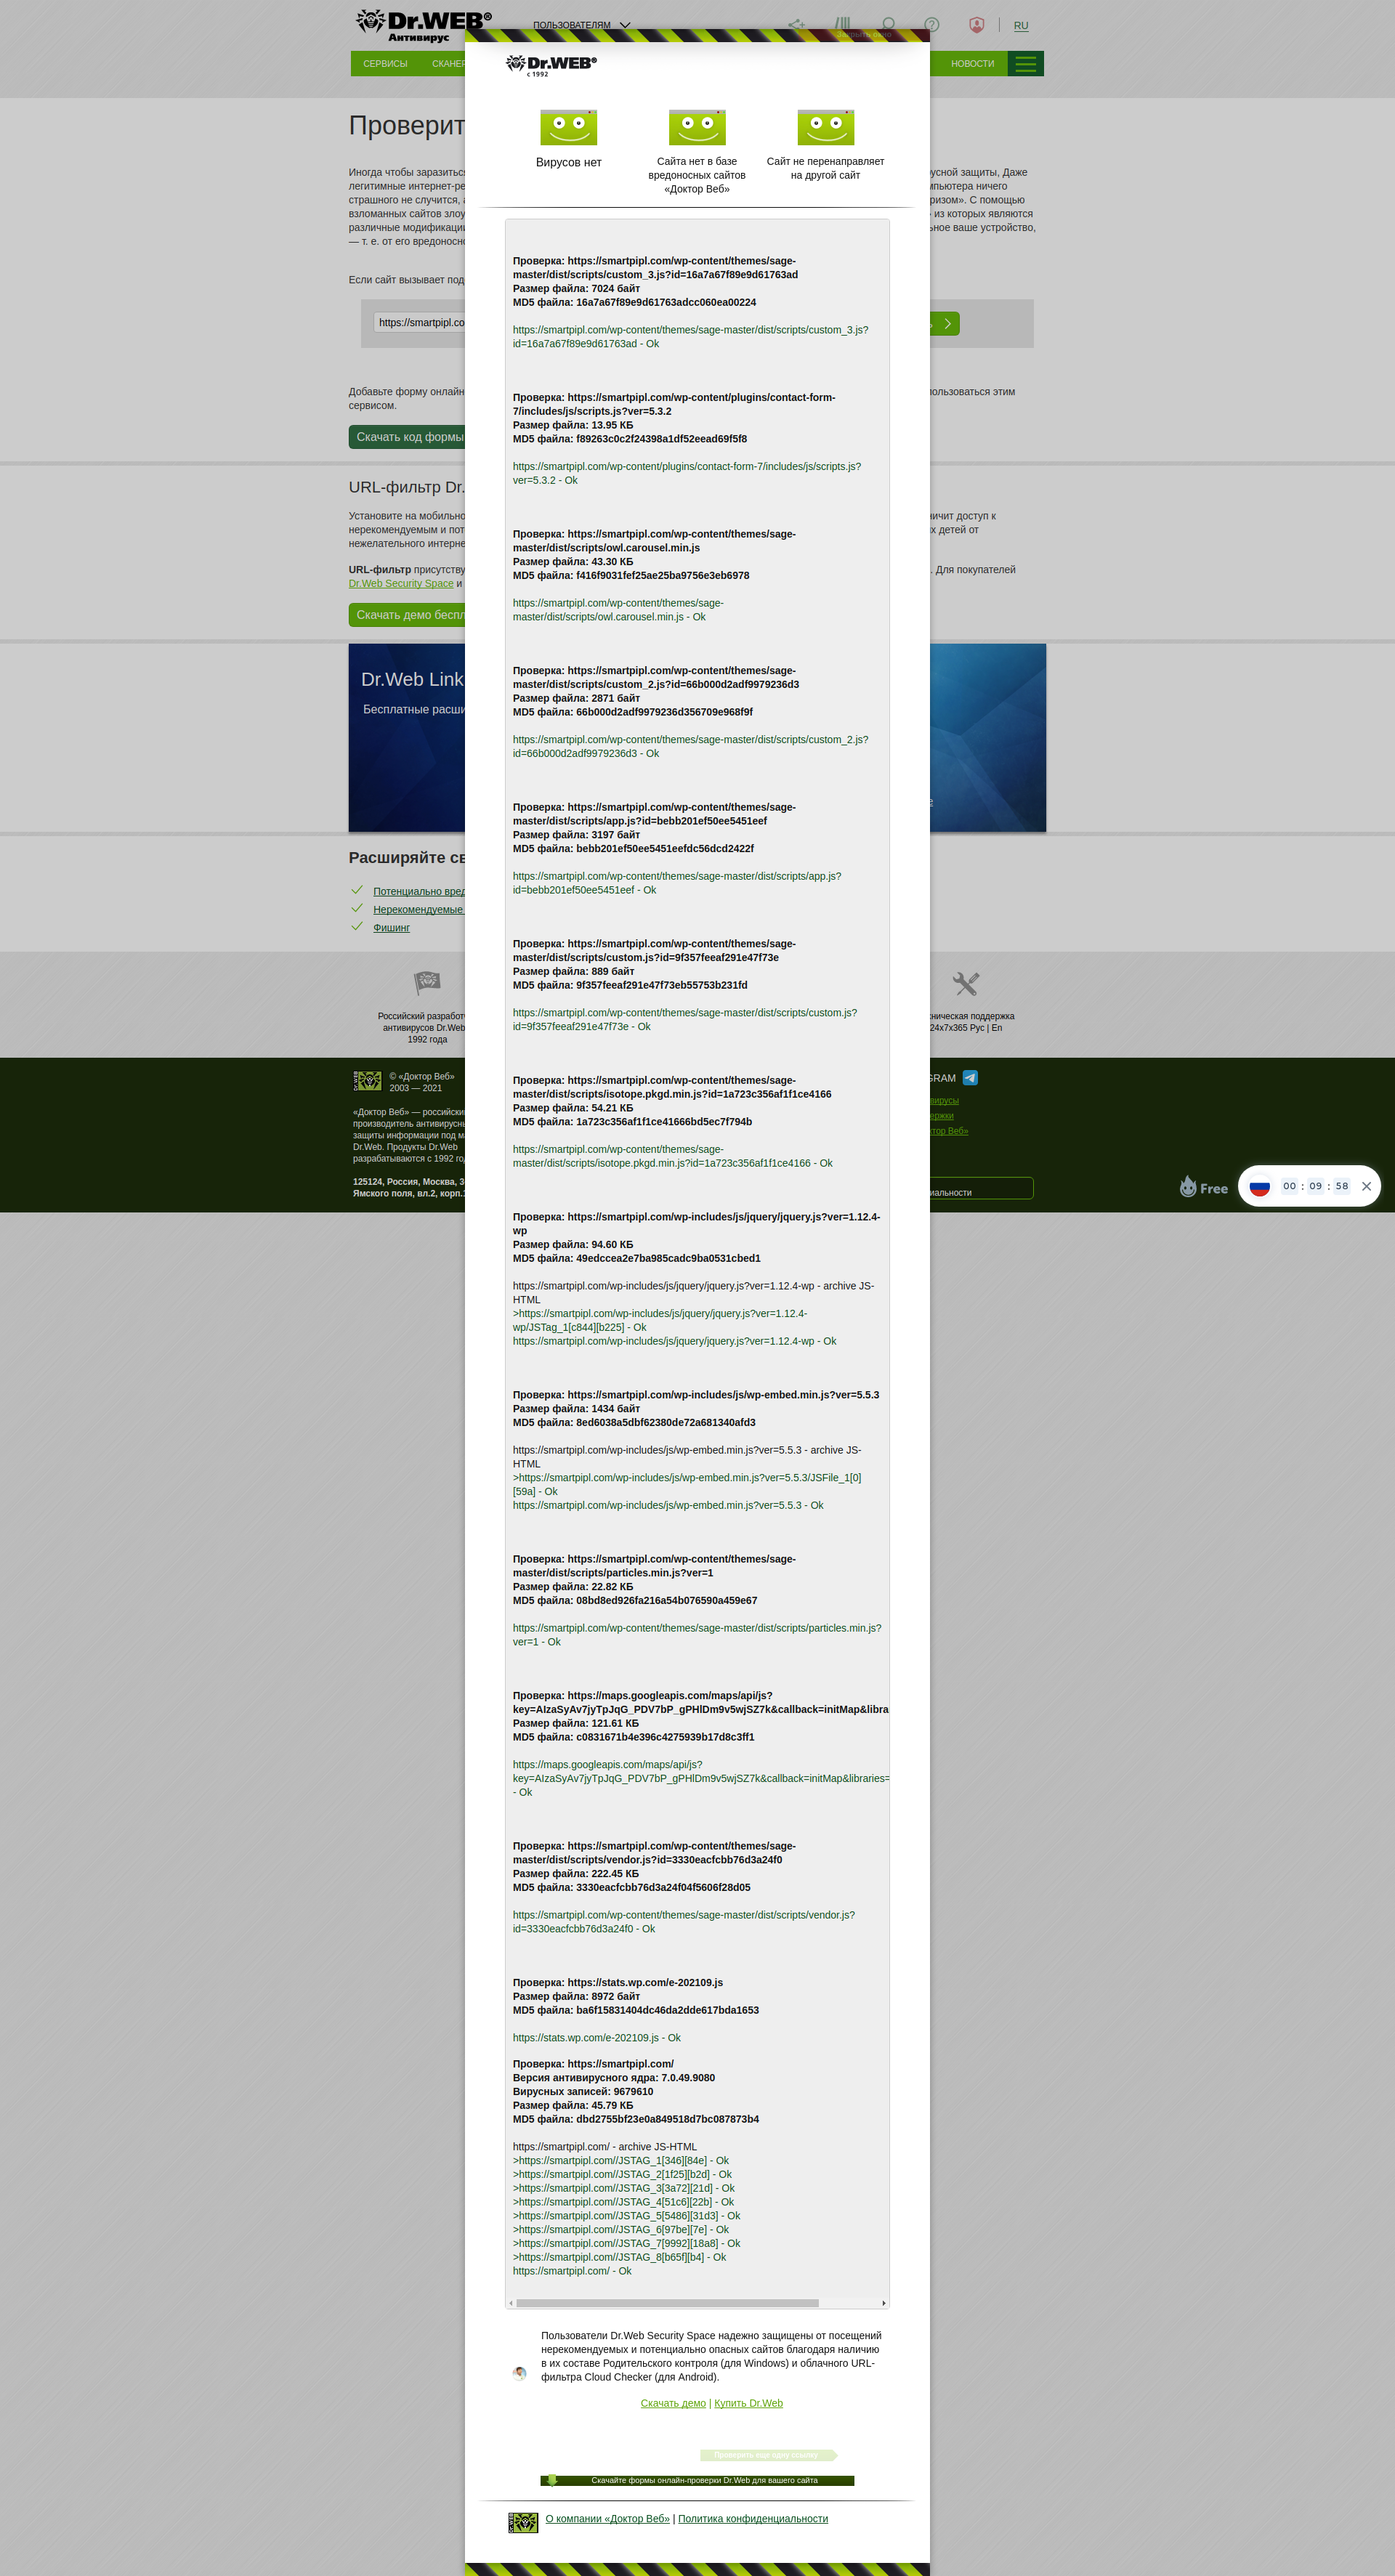 Dr.WEB®
Антивирус
ПОЛЬЗОВАТЕЛЯМ
RU
Закрыть окно
СЕРВИСЫ
НОВОСТИ
Dr.WEB®
с 1992
Вирусов нет
Сайта нет в базе
вредоносных сайтов
«Доктор Веб»
Сайт не перенаправляет
на другой сайт
Проверка: https://smartpipl.com/wp-content/themes/sage-
master/dist/scripts/custom_3.js?id=16a7a67f89e9d61763ad
Размер файла: 7024 байт
MD5 файла: 16a7a67f89e9d61763adcc060ea00224
https://smartpipl.com/wp-content/themes/sage-master/dist/scripts/custom_3.js?
id=16a7a67f89e9d61763ad - Ok
Проверка: https://smartpipl.com/wp-content/plugins/contact-form-
7/includes/js/scripts.js?ver=5.3.2
Размер файла: 13.95 КБ
MD5 файла: f89263c0c2f24398a1df52eead69f5f8
https://smartpipl.com/wp-content/plugins/contact-form-7/includes/js/scripts.js?
ver=5.3.2 - Ok
Проверка: https://smartpipl.com/wp-content/themes/sage-
master/dist/scripts/owl.carousel.min.js
Размер файла: 43.30 КБ
MD5 файла: f416f9031fef25ae25ba9756e3eb6978
https://smartpipl.com/wp-content/themes/sage-
master/dist/scripts/owl.carousel.min.js - Ok
Проверка: https://smartpipl.com/wp-content/themes/sage-
master/dist/scripts/custom_2.js?id=66b000d2adf9979236d3
Размер файла: 2871 байт
MD5 файла: 66b000d2adf9979236d356709e968f9f
https://smartpipl.com/wp-content/themes/sage-master/dist/scripts/custom_2.js?
id=66b000d2adf9979236d3 - Ok
Проверка: https://smartpipl.com/wp-content/themes/sage-
master/dist/scripts/app.js?id=bebb201ef50ee5451eef
Размер файла: 3197 байт
MD5 файла: bebb201ef50ee5451eefdc56dcd2422f
https://smartpipl.com/wp-content/themes/sage-master/dist/scripts/app.js?
id=bebb201ef50ee5451eef - Ok
Проверка: https://smartpipl.com/wp-content/themes/sage-
master/dist/scripts/custom.js?id=9f357feeaf291e47f73e
Размер файла: 889 байт
MD5 файла: 9f357feeaf291e47f73eb55753b231fd
https://smartpipl.com/wp-content/themes/sage-master/dist/scripts/custom.js?
id=9f357feeaf291e47f73e - Ok
Проверка: https://smartpipl.com/wp-content/themes/sage-
master/dist/scripts/isotope.pkgd.min.js?id=1a723c356af1f1ce4166
Размер файла: 54.21 КБ
MD5 файла: 1a723c356af1f1ce41666bd5ec7f794b
https://smartpipl.com/wp-content/themes/sage-
master/dist/scripts/isotope.pkgd.min.js?id=1a723c356af1f1ce4166 - Ok
Проверка: https://smartpipl.com/wp-includes/js/jquery/jquery.js?ver=1.12.4-
wp
Размер файла: 94.60 КБ
MD5 файла: 49edccea2e7ba985cadc9ba0531cbed1
https://smartpipl.com/wp-includes/js/jquery/jquery.js?ver=1.12.4-wp - archive JS-
HTML
>https://smartpipl.com/wp-includes/js/jquery/jquery.js?ver=1.12.4-
wp/JSTag_1[c844][b225] - Ok
https://smartpipl.com/wp-includes/js/jquery/jquery.js?ver=1.12.4-wp - Ok
Проверка: https://smartpipl.com/wp-includes/js/wp-embed.min.js?ver=5.5.3
Размер файла: 1434 байт
MD5 файла: 8ed6038a5dbf62380de72a681340afd3
https://smartpipl.com/wp-includes/js/wp-embed.min.js?ver=5.5.3 - archive JS-
HTML
>https://smartpipl.com/wp-includes/js/wp-embed.min.js?ver=5.5.3/JSFile_1[0]
[59a] - Ok
https://smartpipl.com/wp-includes/js/wp-embed.min.js?ver=5.5.3 - Ok
Проверка: https://smartpipl.com/wp-content/themes/sage-
master/dist/scripts/particles.min.js?ver=1
Размер файла: 22.82 КБ
MD5 файла: 08bd8ed926fa216a54b076590a459e67
https://smartpipl.com/wp-content/themes/sage-master/dist/scripts/particles.min.js?
ver=1 - Ok
Проверка: https://maps.googleapis.com/maps/api/js?
key=AIzaSyAv7jyTpJqG_PDV7bP_gPHlDm9v5wjSZ7k&callback=initMap&libra
Размер файла: 121.61 КБ
MD5 файла: c0831671b4e396c4275939b17d8c3ff1
https://maps.googleapis.com/maps/api/js?
key=AIzaSyAv7jyTpJqG_PDV7bP_gPHlDm9v5wjSZ7k&callback=initMap&libraries=
- Ok
Проверка: https://smartpipl.com/wp-content/themes/sage-
master/dist/scripts/vendor.js?id=3330eacfcbb76d3a24f0
Размер файла: 222.45 КБ
MD5 файла: 3330eacfcbb76d3a24f04f5606f28d05
https://smartpipl.com/wp-content/themes/sage-master/dist/scripts/vendor.js?
id=3330eacfcbb76d3a24f0 - Ok
Проверка: https://stats.wp.com/e-202109.js
Размер файла: 8972 байт
MD5 файла: ba6f15831404dc46da2dde617bda1653
https://stats.wp.com/e-202109.js - Ok
Проверка: https://smartpipl.com/
Версия антивирусного ядра: 7.0.49.9080
Вирусных записей: 9679610
Размер файла: 45.79 КБ
MD5 файла: dbd2755bf23e0a849518d7bc087873b4
https://smartpipl.com/ - archive JS-HTML
>https://smartpipl.com//JSTAG_1[346][84e] - Ok
>https://smartpipl.com//JSTAG_2[1f25][b2d] - Ok
>https://smartpipl.com//JSTAG_3[3a72][21d] - Ok
>https://smartpipl.com//JSTAG_4[51c6][22b] - Ok
>https://smartpipl.com//JSTAG_5[5486][31d3] - Ok
>https://smartpipl.com//JSTAG_6[97be][7e] - Ok
>https://smartpipl.com//JSTAG_7[9992][18a8] - Ok
>https://smartpipl.com//JSTAG_8[b65f][b4] - Ok
https://smartpipl.com/ - Ok
Пользователи Dr.Web Security Space надежно защищены от посещений
нерекомендуемых и потенциально опасных сайтов благодаря наличию
в их составе Родительского контроля (для Windows) и облачного URL-
фильтра Cloud Checker (для Android).
Скачать демо | Купить Dr.Web
Проверить еще одну ссылку
Скачайте формы онлайн-проверки Dr.Web для вашего сайта
О компании «Доктор Веб» | Политика конфиденциальности
Иногда чтобы
легитимные
страшного не случится,
взломанных сайтов
различные модификации
— т. е. от его
русной защиты, Даже
ничего
С помощью
из которых являются
ваше устройство,
Если сайт вызывает
https://smartpipl.co
Добавьте форму
пользоваться этим
сервисом.
Скачать код формы
URL-фильтр Dr.
Установите на
доступ к
нерекомендуемым и
детей от
нежелательного
URL-фильтр
Для покупателей
Dr.Web Security Space и
Скачать демо
Dr.Web Link
Бесплатные
Расширяйте
Потенциально
Нерекомендуемые
Фишинг
Российский
антивирусов Dr.Web
1992 года
поддержка
24x7x365 Рус | En
© «Доктор Веб»
2003 — 2021
«Доктор Веб» — российский
производитель
защиты информации под
Dr.Web. Продукты Dr.Web
разрабатываются с 1992
125124, Россия, Москва, 3-
Ямского поля, вл.2, корп.1
Веб»
Free
00 : 09 : 58